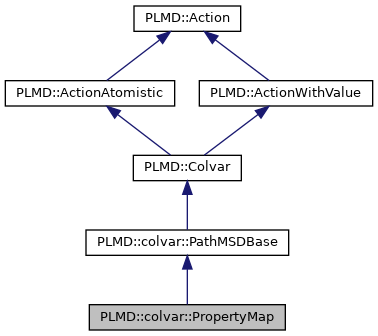 PLMD::Action
PLMD::ActionAtomistic
PLMD::ActionWithValue
PLMD::Colvar
PLMD::colvar::PathMSDBase
PLMD::colvar::PropertyMap